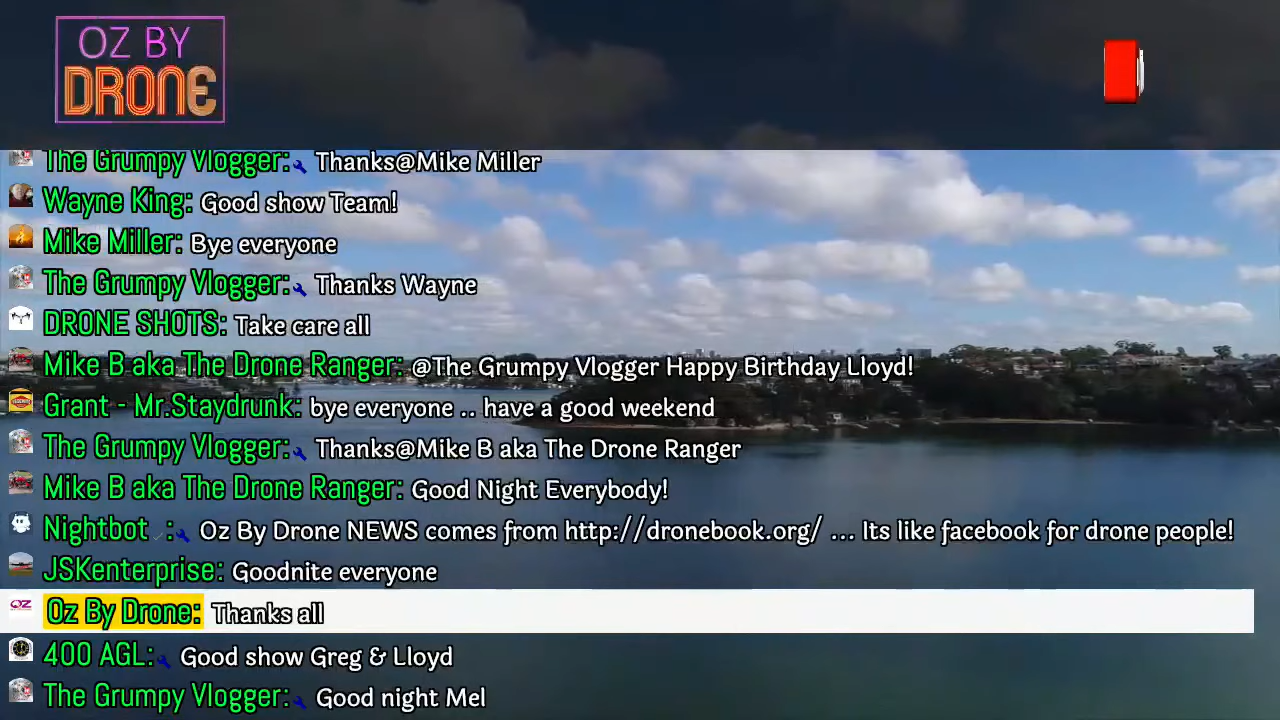 OZ BY
DRONE
The Grumpy Vlogger: Thanks@Mike Miller
Wayne King: Good show Team!
Mike Miller: Bye everyone
The Grumpy Vlogger: Thanks Wayne
DRONE SHOTS: Take care all
Mike B aka The Drone Ranger: @The Grumpy Vlogger Happy Birthday Lloyd!
Grant - Mr.Staydrunk: bye everyone .. have a good weekend
The Grumpy Vlogger: Thanks@Mike B aka The Drone Ranger
Mike B aka The Drone Ranger: Good Night Everybody!
Nightbot : Oz By Drone NEWS comes from http://dronebook.org/ ... Its like facebook for drone people!
JSKenterprise: Goodnite everyone
OZ
Oz By Drone: Thanks all
400 AGL: Good show Greg & Lloyd
The Grumpy Vlogger: Good night Mel